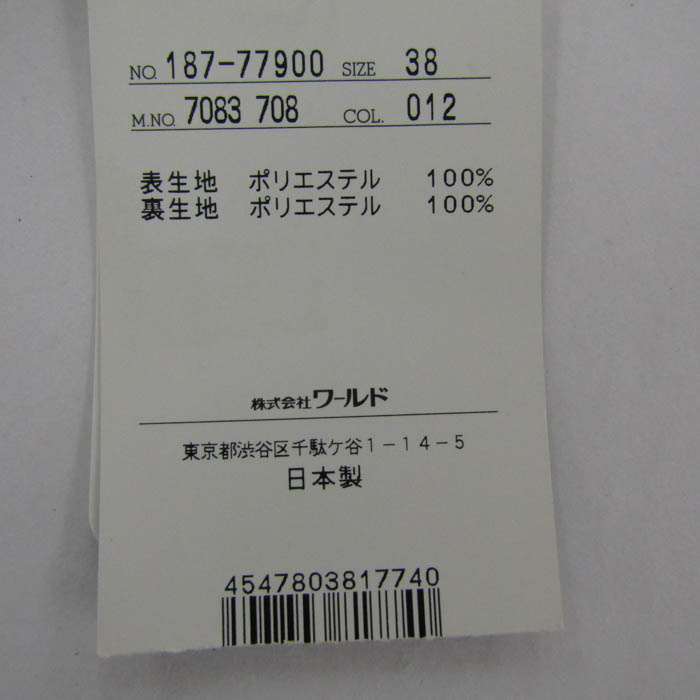 NO. 187-77900 SIZE 38
M.NO. 7083 708 COL. 012
表生地 ポリエステル 100%
裏生地 ポリエステル 100%
株式会社ワールド
東京都渋谷区千駄ケ谷1-14-5
日本製
4547803817740